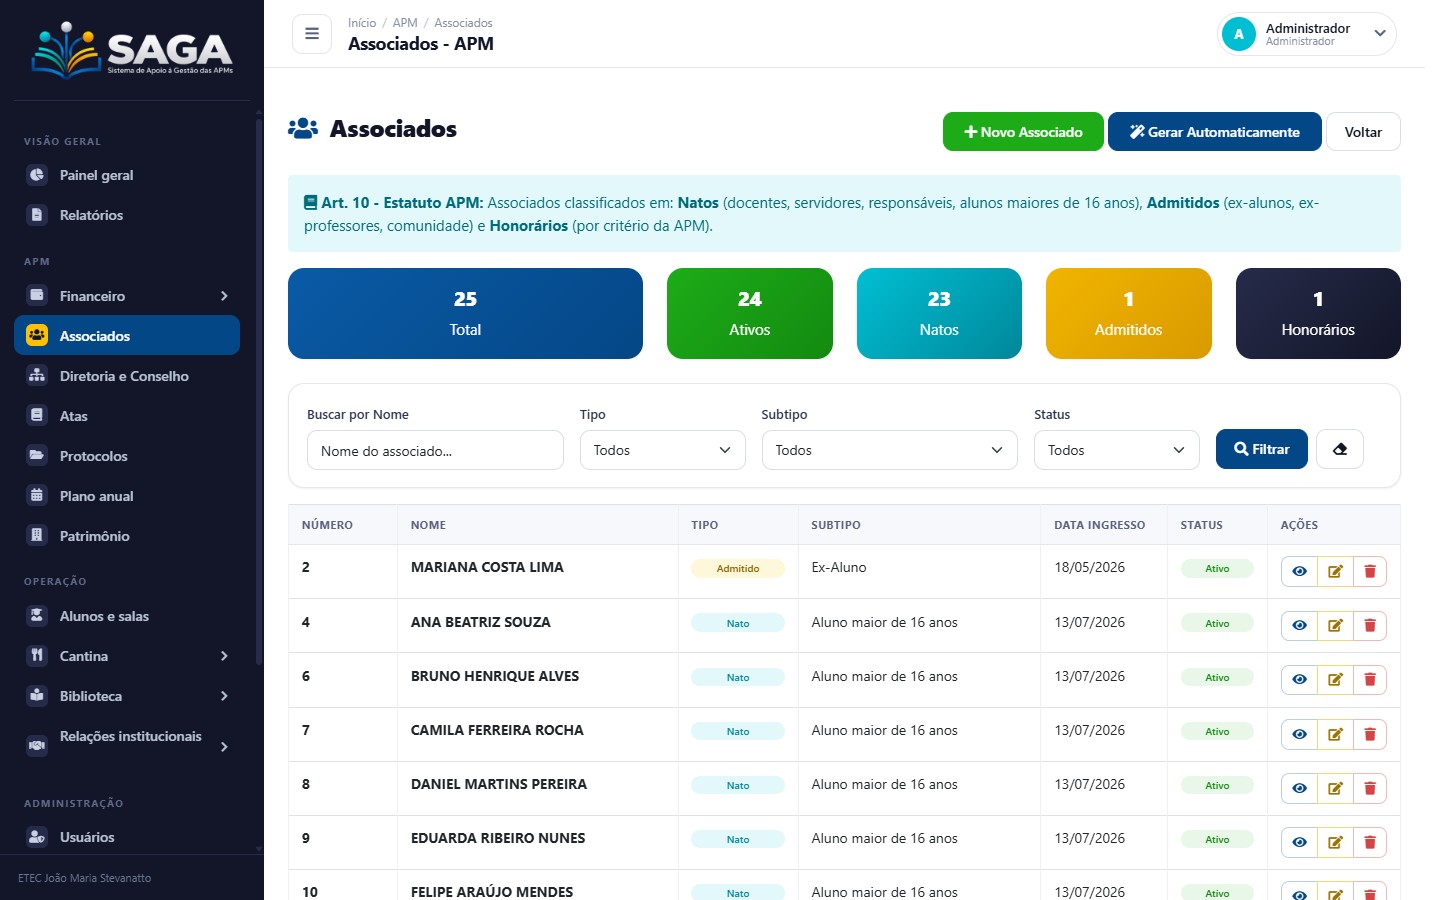 SAGA
Sistema de Apoio à Gestão das APMs
VISÃO GERAL
Painel geral
Relatórios
APM
Financeiro
Associados
Diretoria e Conselho
Atas
Protocolos
Plano anual
Patrimônio
OPERAÇÃO
Alunos e salas
Cantina
Biblioteca
Relações institucionais
ADMINISTRAÇÃO
Usuários
ETEC João Maria Stevanatto
Início / APM / Associados
Associados - APM
A
Administrador
Administrador
Associados
Novo Associado
Gerar Automaticamente
Voltar
Art. 10 - Estatuto APM: Associados classificados em: Natos (docentes, servidores, responsáveis, alunos maiores de 16 anos), Admitidos (ex-alunos, ex-
professores, comunidade) e Honorários (por critério da APM).
25
Total
24
Ativos
23
Natos
1
Admitidos
1
Honorários
Buscar por Nome
Nome do associado...
Tipo
Todos
Subtipo
Todos
Status
Todos
Filtrar
NÚMERO NOME TIPO SUBTIPO DATA INGRESSO STATUS AÇÕES
2 MARIANA COSTA LIMA Admitido Ex-Aluno 18/05/2026 Ativo
4 ANA BEATRIZ SOUZA Nato Aluno maior de 16 anos 13/07/2026 Ativo
6 BRUNO HENRIQUE ALVES Nato Aluno maior de 16 anos 13/07/2026 Ativo
7 CAMILA FERREIRA ROCHA Nato Aluno maior de 16 anos 13/07/2026 Ativo
8 DANIEL MARTINS PEREIRA Nato Aluno maior de 16 anos 13/07/2026 Ativo
9 EDUARDA RIBEIRO NUNES Nato Aluno maior de 16 anos 13/07/2026 Ativo
10 FELIPE ARAÚJO MENDES Nato Aluno maior de 16 anos 13/07/2026 Ativo